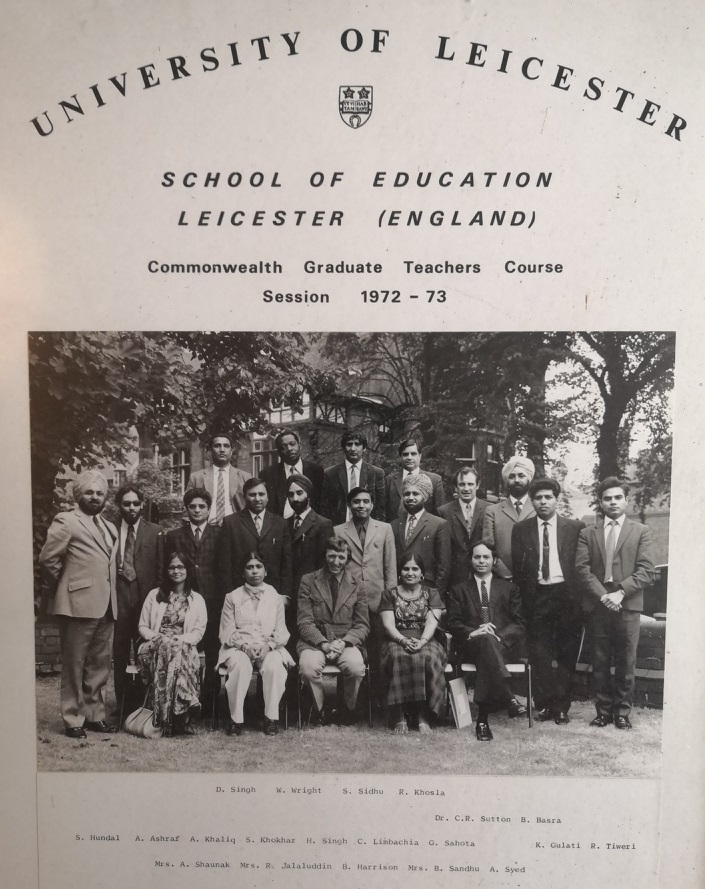 UNIVERSITY OF LEICESTER
SCHOOL OF EDUCATION
LEICESTER (ENGLAND)
Commonwealth Graduate Teachers Course
Session 1972 - 73
D. Singh W. Wright S. Sidhu R. Khosla
Dr. C.R. Sutton B. Basra
S. Hundal A. Ashraf A. Khaliq S. Khokhar H. Singh C. Limbachia G. Sahota K. Gulati R. Tiweri
Mrs. A. Shaunak Mrs. R. Jalaluddin B. Harrison Mrs. B. Sandhu A. Syed